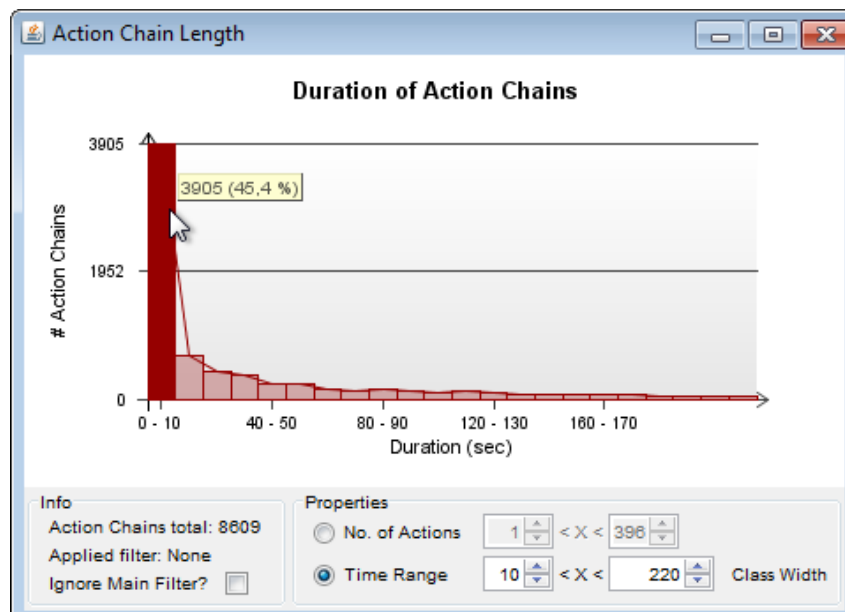 Action Chain Length
Duration of Action Chains
3905
3905 (45,4 %)
1952
0
# Action Chains
0 - 10 40 - 50 80 - 90 120 - 130 160 - 170
Duration (sec)
Info
Action Chains total: 8609
Applied filter: None
Ignore Main Filter?
Properties
No. of Actions 1 < X < 396
Time Range 10 < X < 220 Class Width